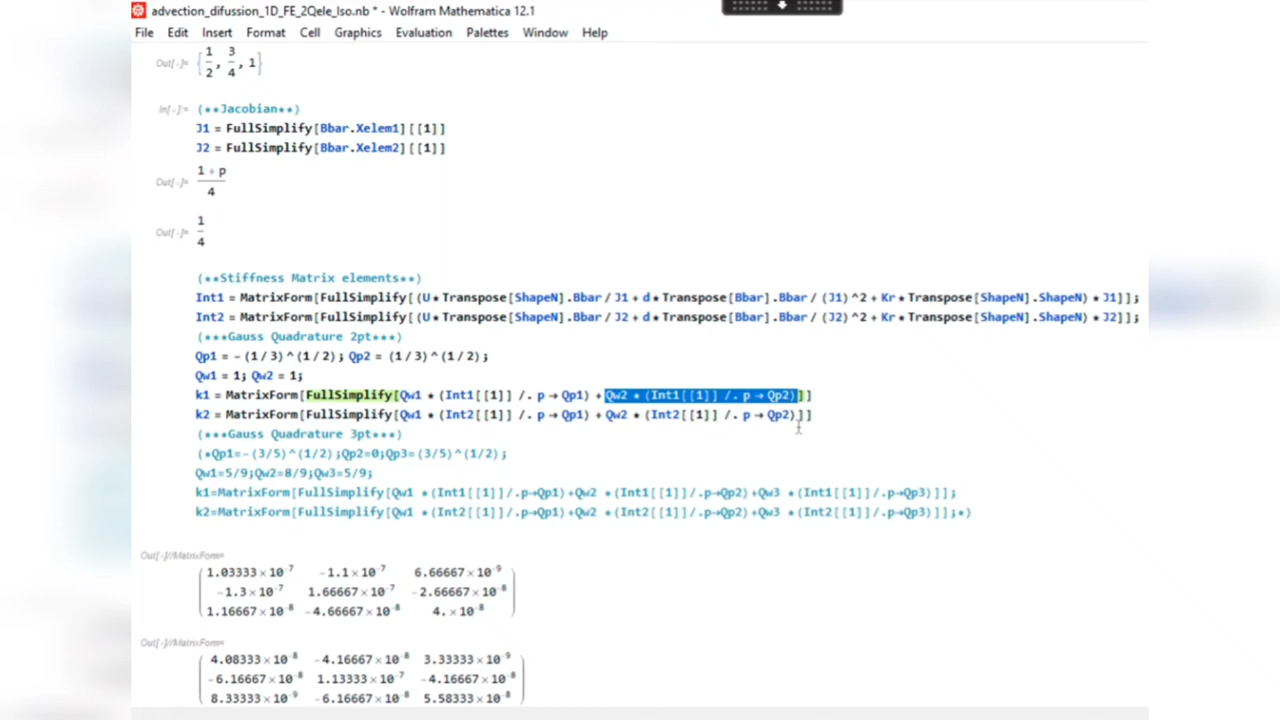 advection_difussion_1D_FE_2Qele_Iso.nb * - Wolfram Mathematica 12.1
File Edit Insert Format Cell Graphics Evaluation Palettes Window Help
Out[-]= {1/2, 3/4, 1}
In[-]:= (**Jacobian**)
J1 = FullSimplify[Bbar.Xelem1][[1]]
J2 = FullSimplify[Bbar.Xelem2][[1]]
Out[-]= (1 + p)/4
Out[-]= 1/4
(**Stiffness Matrix elements**)
Int1 = MatrixForm[FullSimplify[(U*Transpose[ShapeN].Bbar/J1 + d*Transpose[Bbar].Bbar/(J1)^2 + Kr*Transpose[ShapeN].ShapeN)*J1]];
Int2 = MatrixForm[FullSimplify[(U*Transpose[ShapeN].Bbar/J2 + d*Transpose[Bbar].Bbar/(J2)^2 + Kr*Transpose[ShapeN].ShapeN)*J2]];
(***Gauss Quadrature 2pt***)
Qp1 = -(1/3)^(1/2); Qp2 = (1/3)^(1/2);
Qw1 = 1; Qw2 = 1;
k1 = MatrixForm[FullSimplify[Qw1 * (Int1[[1]] /. p → Qp1) + Qw2 * (Int1[[1]] /. p → Qp2)]]
k2 = MatrixForm[FullSimplify[Qw1 * (Int2[[1]] /. p → Qp1) + Qw2 * (Int2[[1]] /. p → Qp2)]]
(***Gauss Quadrature 3pt***)
(*Qp1=-(3/5)^(1/2);Qp2=0;Qp3=(3/5)^(1/2);
Qw1=5/9;Qw2=8/9;Qw3=5/9;
k1=MatrixForm[FullSimplify[Qw1 *(Int1[[1]]/.p→Qp1)+Qw2 *(Int1[[1]]/.p→Qp2)+Qw3 *(Int1[[1]]/.p→Qp3)]];
k2=MatrixForm[FullSimplify[Qw1 *(Int2[[1]]/.p→Qp1)+Qw2 *(Int2[[1]]/.p→Qp2)+Qw3 *(Int2[[1]]/.p→Qp3)]];*)
Out[-]//MatrixForm=
1.03333×10^-7 -1.1×10^-7 6.66667×10^-9
-1.3×10^-7 1.66667×10^-7 -2.66667×10^-8
1.16667×10^-8 -4.66667×10^-8 4.×10^-8
Out[-]//MatrixForm=
4.08333×10^-8 -4.16667×10^-8 3.33333×10^-9
-6.16667×10^-8 1.13333×10^-7 -4.16667×10^-8
8.33333×10^-9 -6.16667×10^-8 5.58333×10^-8